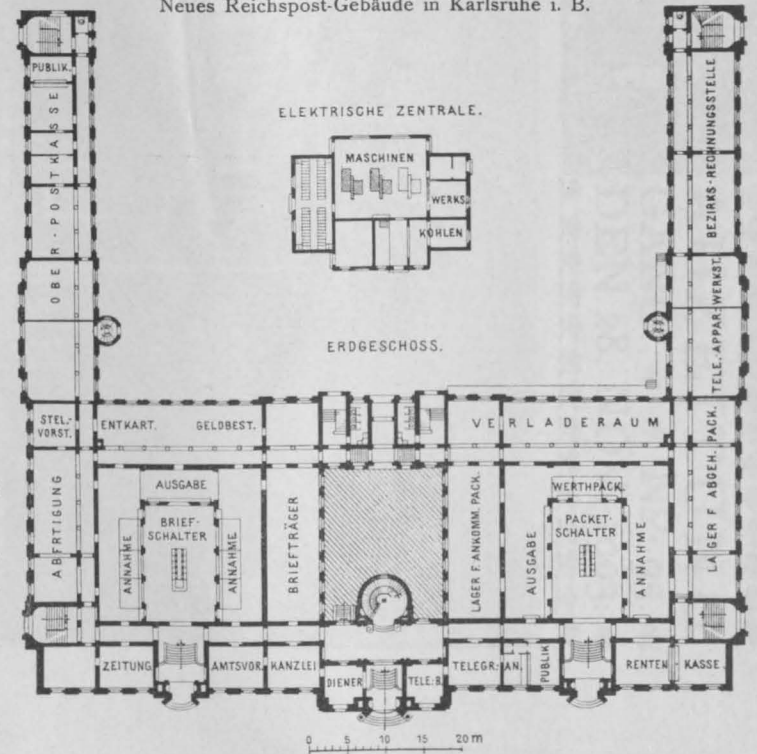 Neues Reichspost-Gebäude in Karlsruhe i. B.
PUBLIK.
OBER-POSTKASSE
ELEKTRISCHE ZENTRALE.
MASCHINEN
WERKS.
KOHLEN
BEZIRKS-RECHNUNGSSTELLE
TELE.-APPAR:WERKST.
ERDGESCHOSS.
STEL.-
VORST.
ENTKART.
GELDBEST.
VERLADERAUM
ABFRTIGUNG
AUSGABE
BRIEF-
SCHALTER
ANNAHME
ANNAHME
BRIEFTRÄGER
LAGER F. ANKOMM. PACK.
WERTHPACK.
PACKET-
SCHALTER
AUSGABE
ANNAHME
LAGER F. ABGEH. PACK.
ZEITUNG
AMTSVOR.
KANZLEI
DIENER
TELE:B.
TELEGR:AN.
PUBLIK
RENTEN
KASSE.
0 5 10 15 20 m